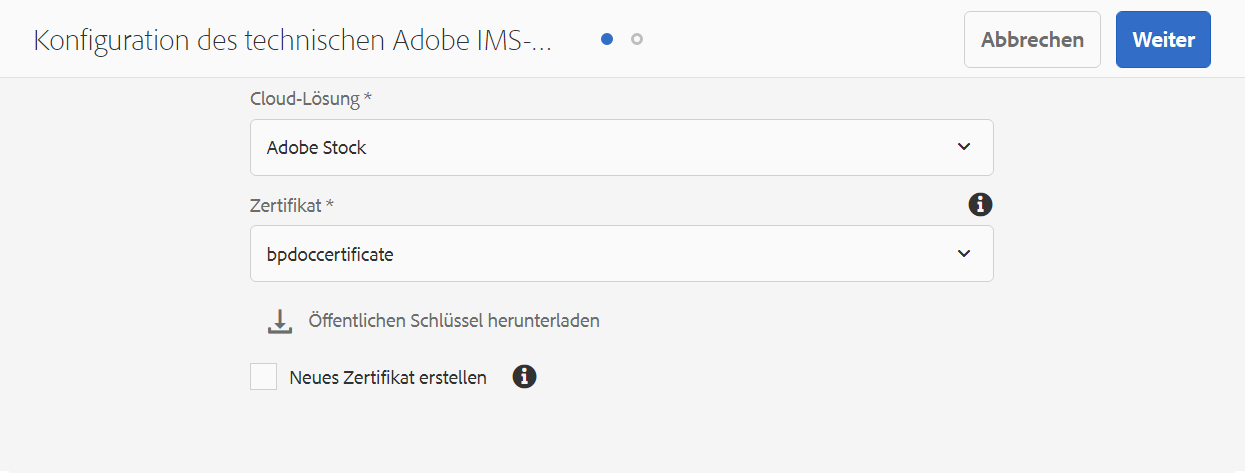 Konfiguration des technischen Adobe IMS-...
Abbrechen
Weiter
Cloud-Lösung *
Adobe Stock
Zertifikat *
bpdoccertificate
Öffentlichen Schlüssel herunterladen
Neues Zertifikat erstellen